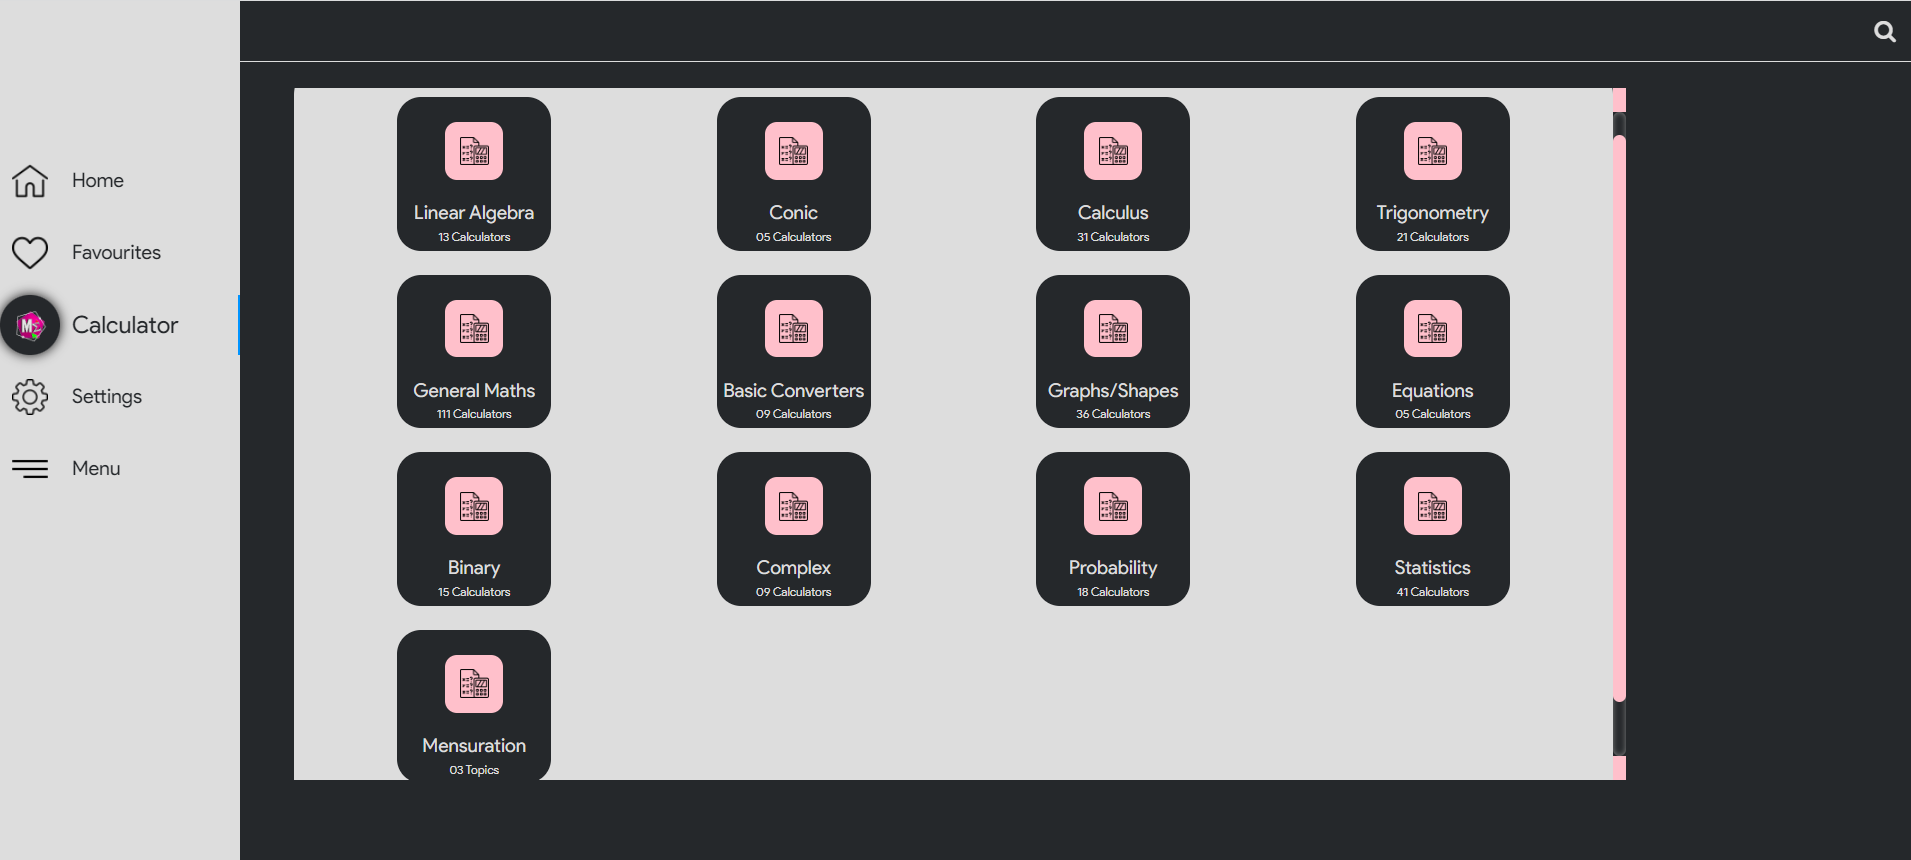 Home
Favourites
Calculator
Settings
Menu
Linear Algebra
13 Calculators
Conic
05 Calculators
Calculus
31 Calculators
Trigonometry
21 Calculators
General Maths
111 Calculators
Basic Converters
09 Calculators
Graphs/Shapes
36 Calculators
Equations
05 Calculators
Binary
15 Calculators
Complex
09 Calculators
Probability
18 Calculators
Statistics
41 Calculators
Mensuration
03 Topics